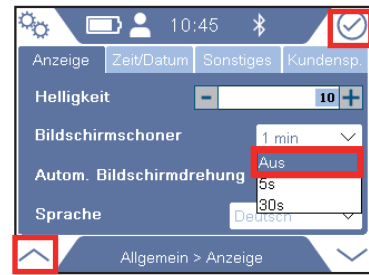 10:45
Anzeige Zeit/Datum Sonstiges Kundensp.
Helligkeit - 10 +
Bildschirmschoner 1 min
Aus
Autom. Bildschirmdrehung
5s
30s
Sprache Deutsch
Allgemein > Anzeige